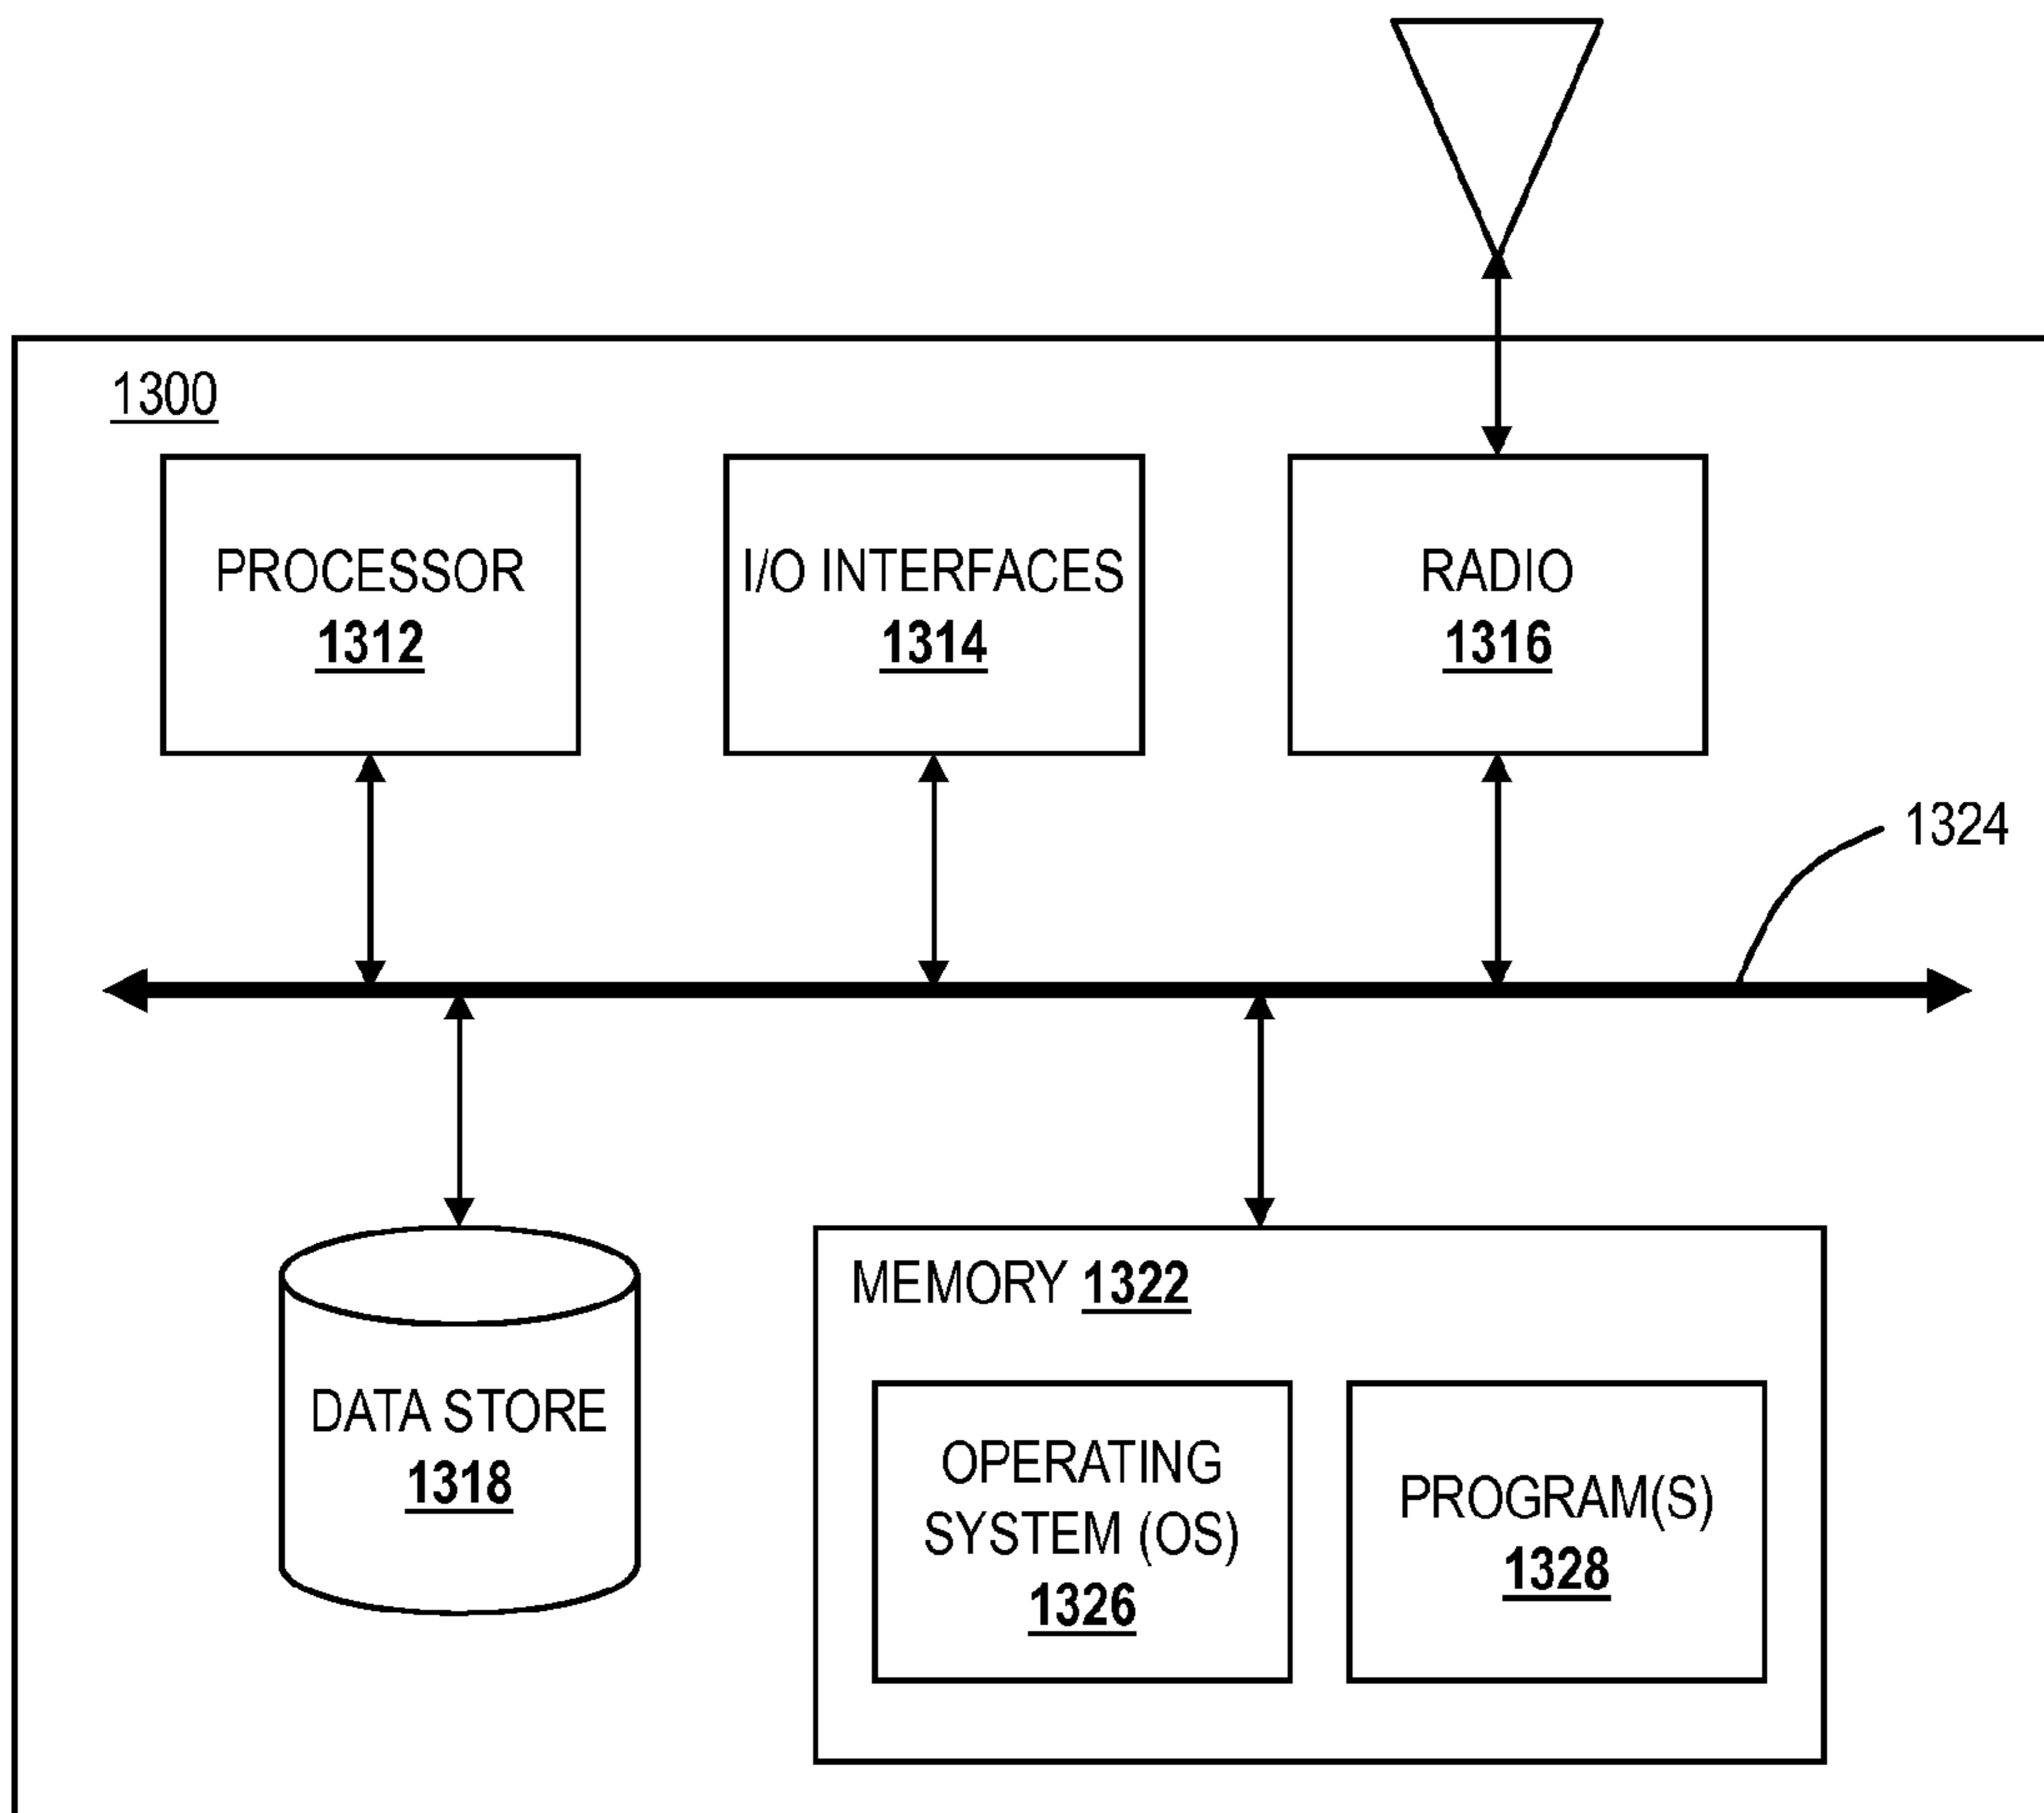 1300
PROCESSOR
1312
I/O INTERFACES
1314
RADIO
1316
1324
DATA STORE
1318
MEMORY 1322
OPERATING
SYSTEM (OS)
1326
PROGRAM(S)
1328